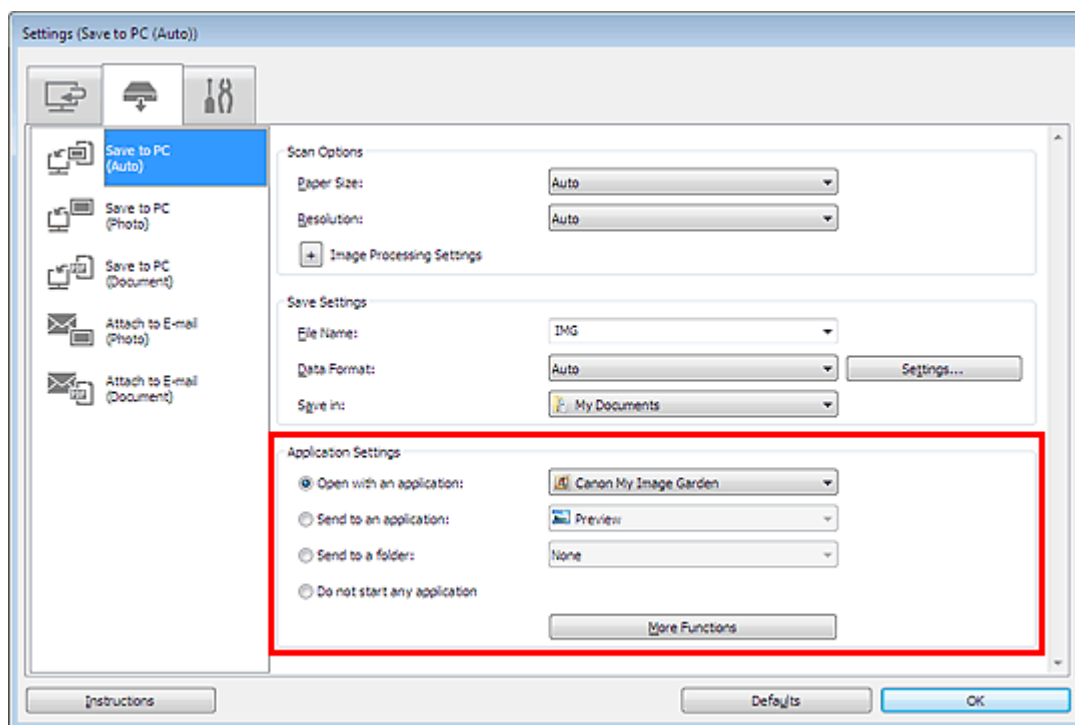 Settings (Save to PC (Auto))
Save to PC
(Auto)
Save to PC
(Photo)
Save to PC
(Document)
Attach to E-mail
(Photo)
Attach to E-mail
(Document)
Scan Options
Paper Size: Auto
Resolution: Auto
+ Image Processing Settings
Save Settings
File Name: IMG
Data Format: Auto Settings...
Save in: My Documents
Application Settings
Open with an application: Canon My Image Garden
Send to an application: Preview
Send to a folder: None
Do not start any application
More Functions
Instructions Defaults OK